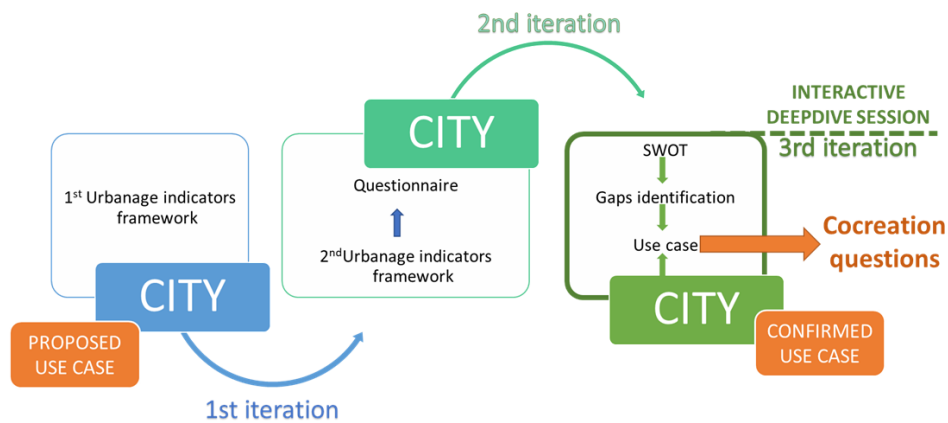 1st Urbanage indicators
framework
CITY
PROPOSED
USE CASE
1st iteration
CITY
Questionnaire
2ndUrbanage indicators
framework
2nd iteration
INTERACTIVE
DEEPDIVE SESSION
3rd iteration
SWOT
Gaps identification
Use case
Cocreation
questions
CITY
CONFIRMED
USE CASE